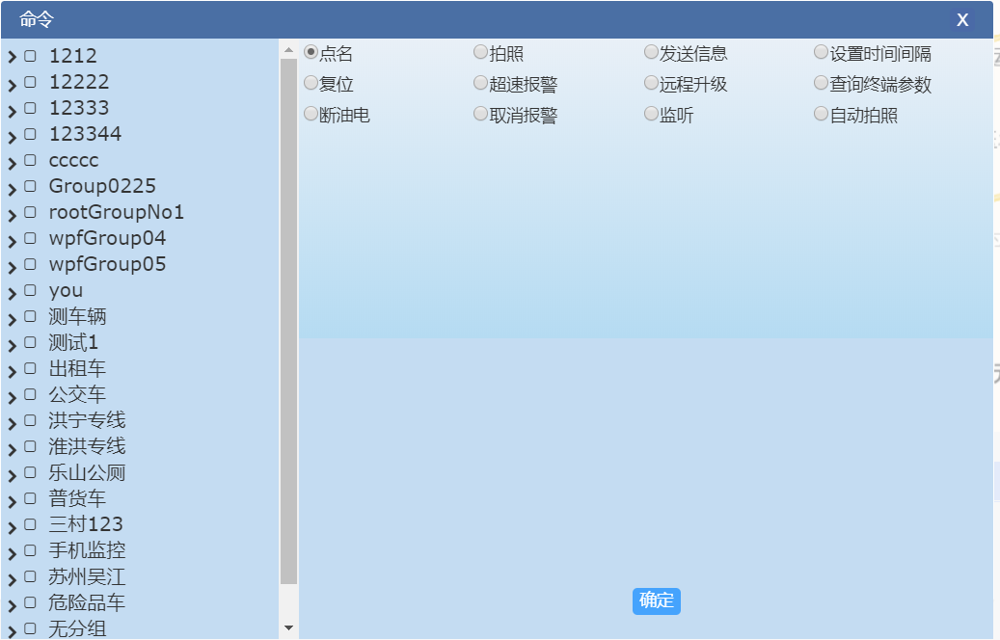 命令 X
1212
12222
12333
123344
ccccc
Group0225
rootGroupNo1
wpfGroup04
wpfGroup05
you
测车辆
测试1
出租车
公交车
洪宁专线
淮洪专线
乐山公厕
普货车
三村123
手机监控
苏州吴江
危险品车
无分组
点名 拍照 发送信息 设置时间间隔
复位 超速报警 远程升级 查询终端参数
断油电 取消报警 监听 自动拍照
确定